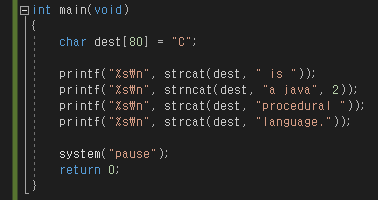 int main(void)
{
char dest[80] = "C";
printf("%s₩n", strcat(dest, " is "));
printf("%s₩n", strncat(dest, "a java", 2));
printf("%s₩n", strcat(dest, "procedural "));
printf("%s₩n", strcat(dest, "language."));
system("pause");
return 0;
}